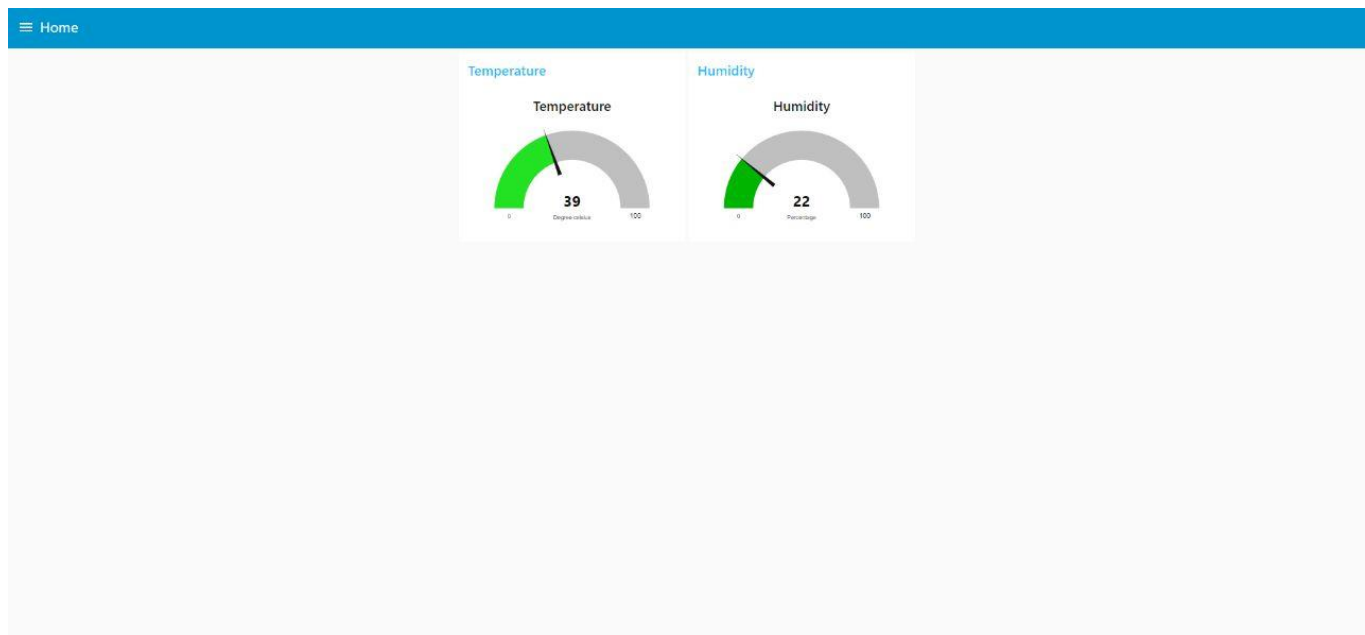 Home
Temperature
Temperature
39
0
Degree celsius
100
Humidity
Humidity
22
0
Percentage
100